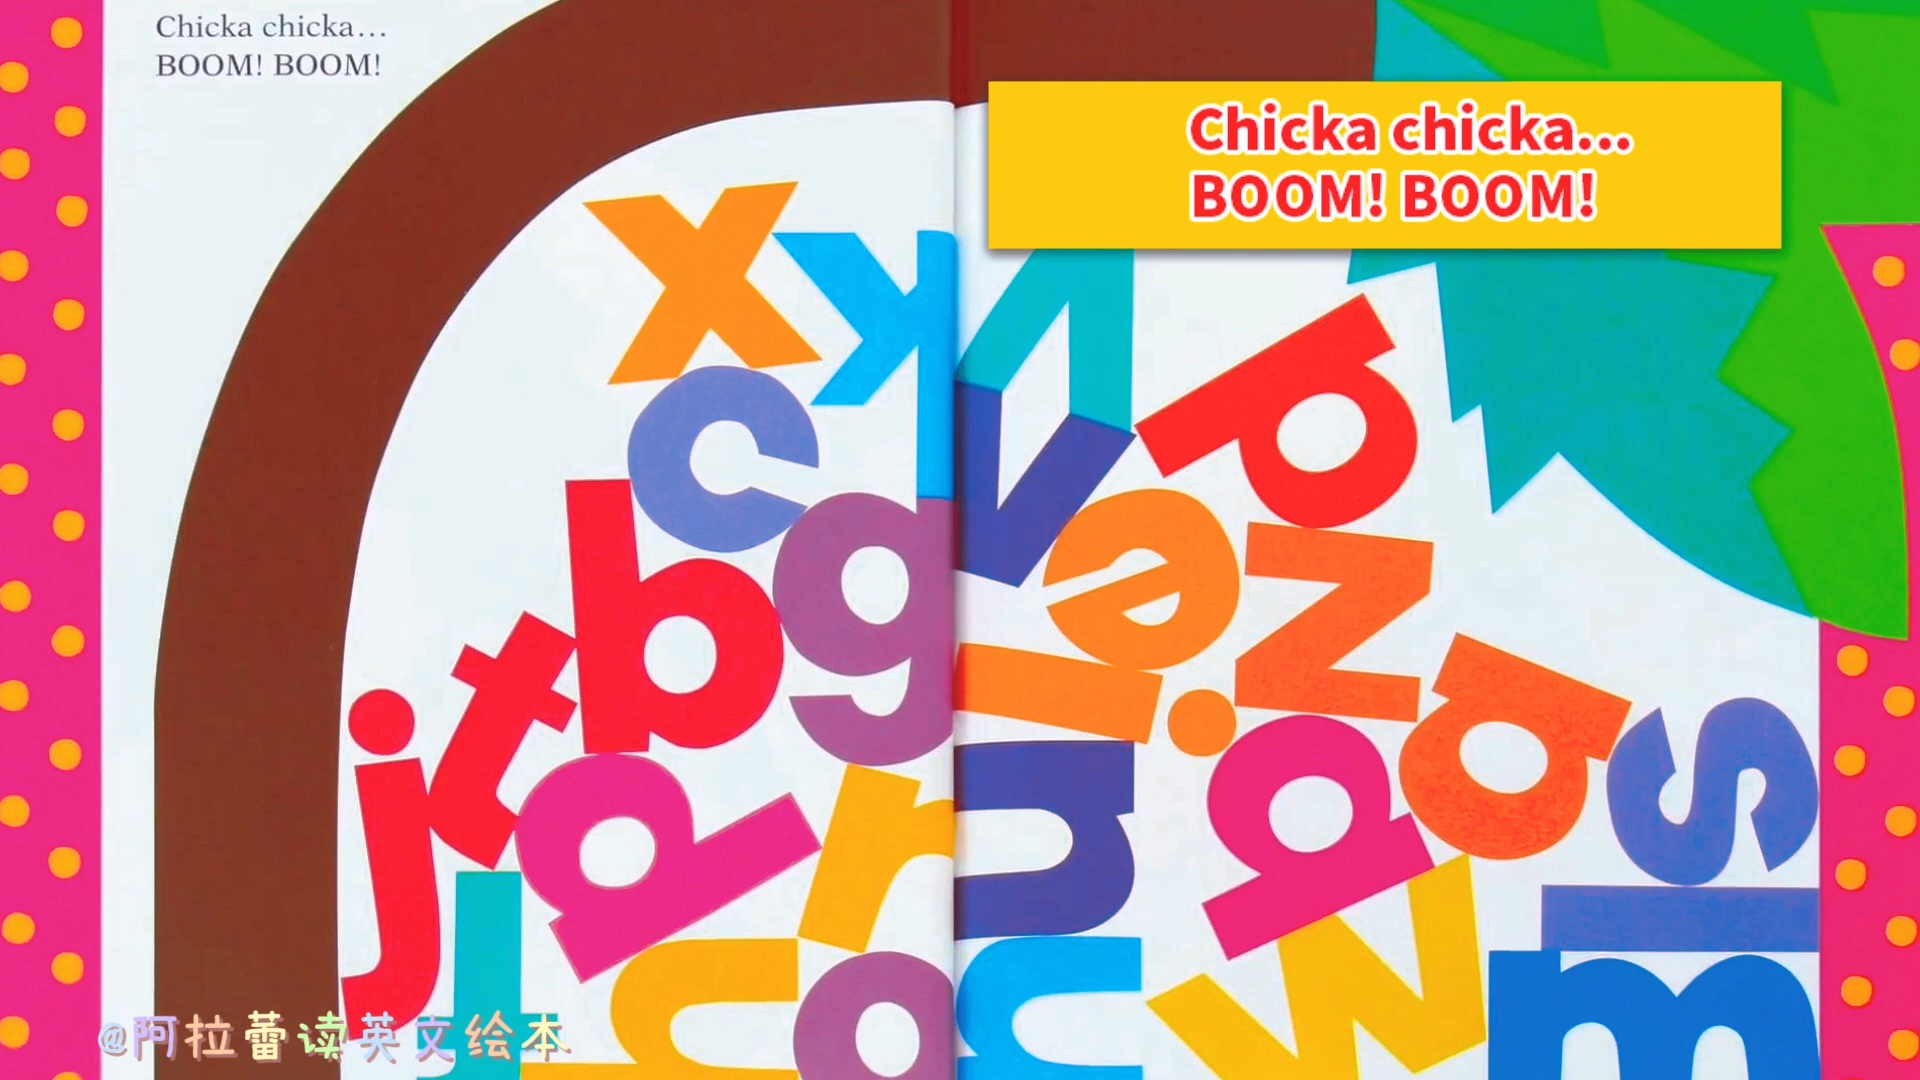 Chicka chicka...
BOOM! BOOM!
Chicka chicka...
BOOM! BOOM!
x
k
c
b
g
t
j
d
r
p
e
z
i
u
a
s
l
w
m
@阿拉蕾读英文绘本